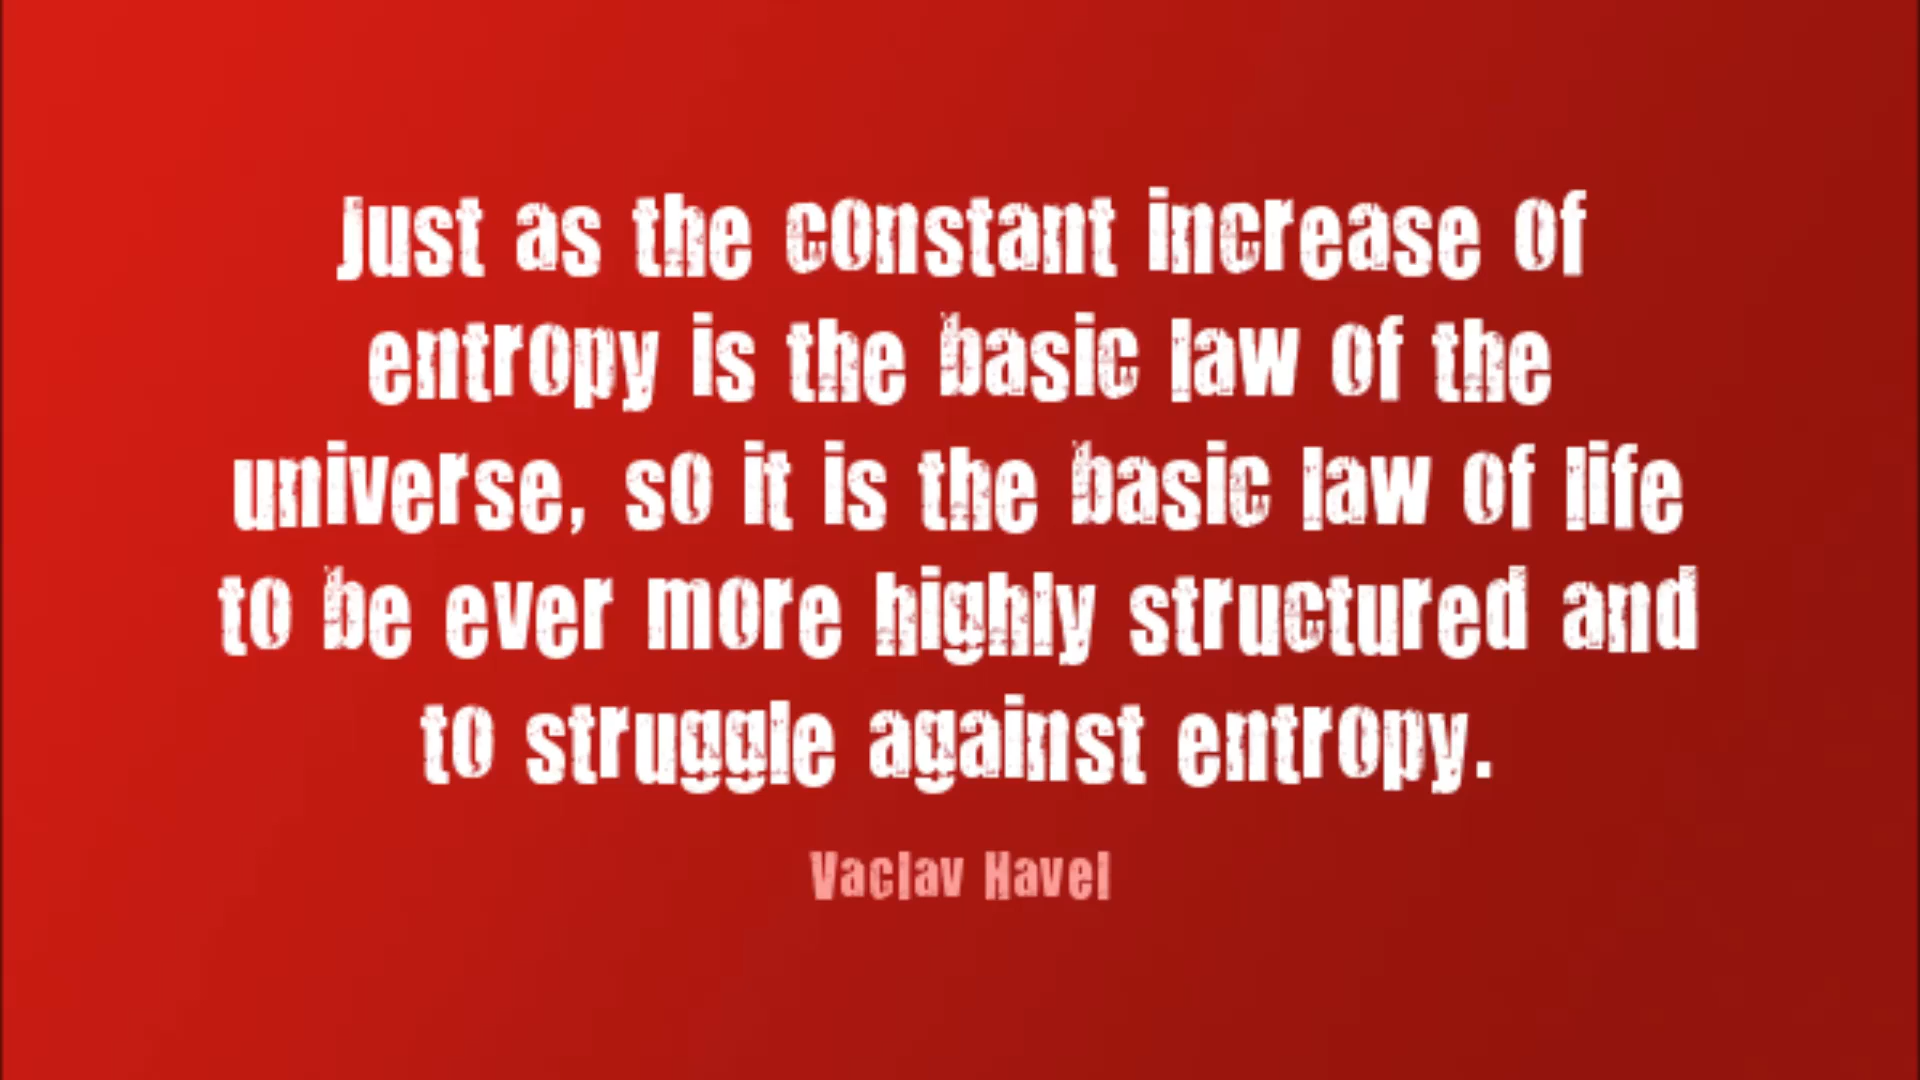 Just as the constant increase of
entropy is the basic law of the
universe, so it is the basic law of life
to be ever more highly structured and
to struggle against entropy.
Vaclav Havel